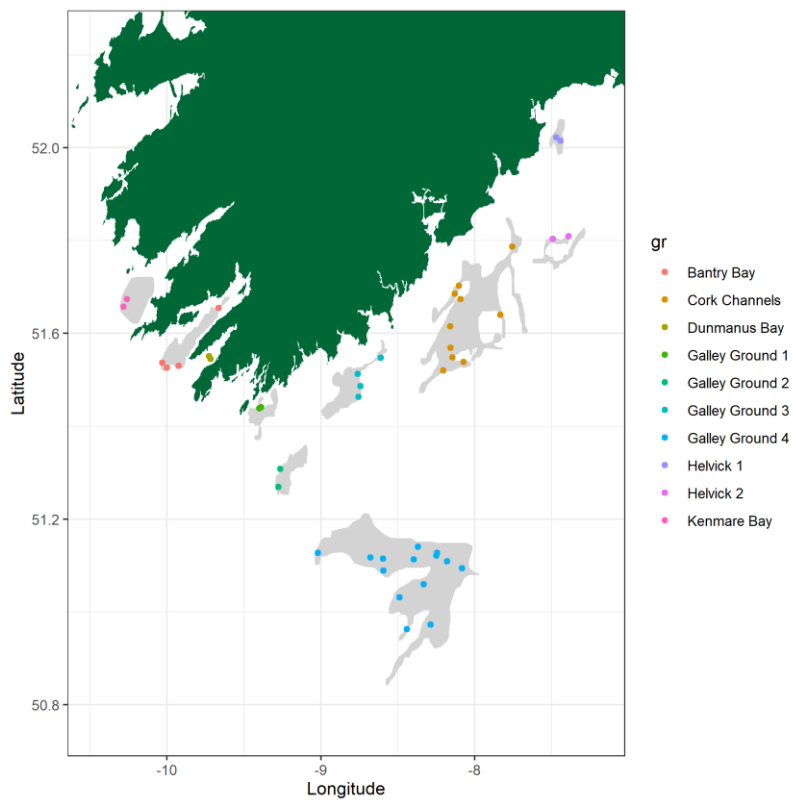 52.0
51.6
51.2
50.8
Latitude
-10
-9
-8
Longitude
gr
Bantry Bay
Cork Channels
Dunmanus Bay
Galley Ground 1
Galley Ground 2
Galley Ground 3
Galley Ground 4
Helvick 1
Helvick 2
Kenmare Bay